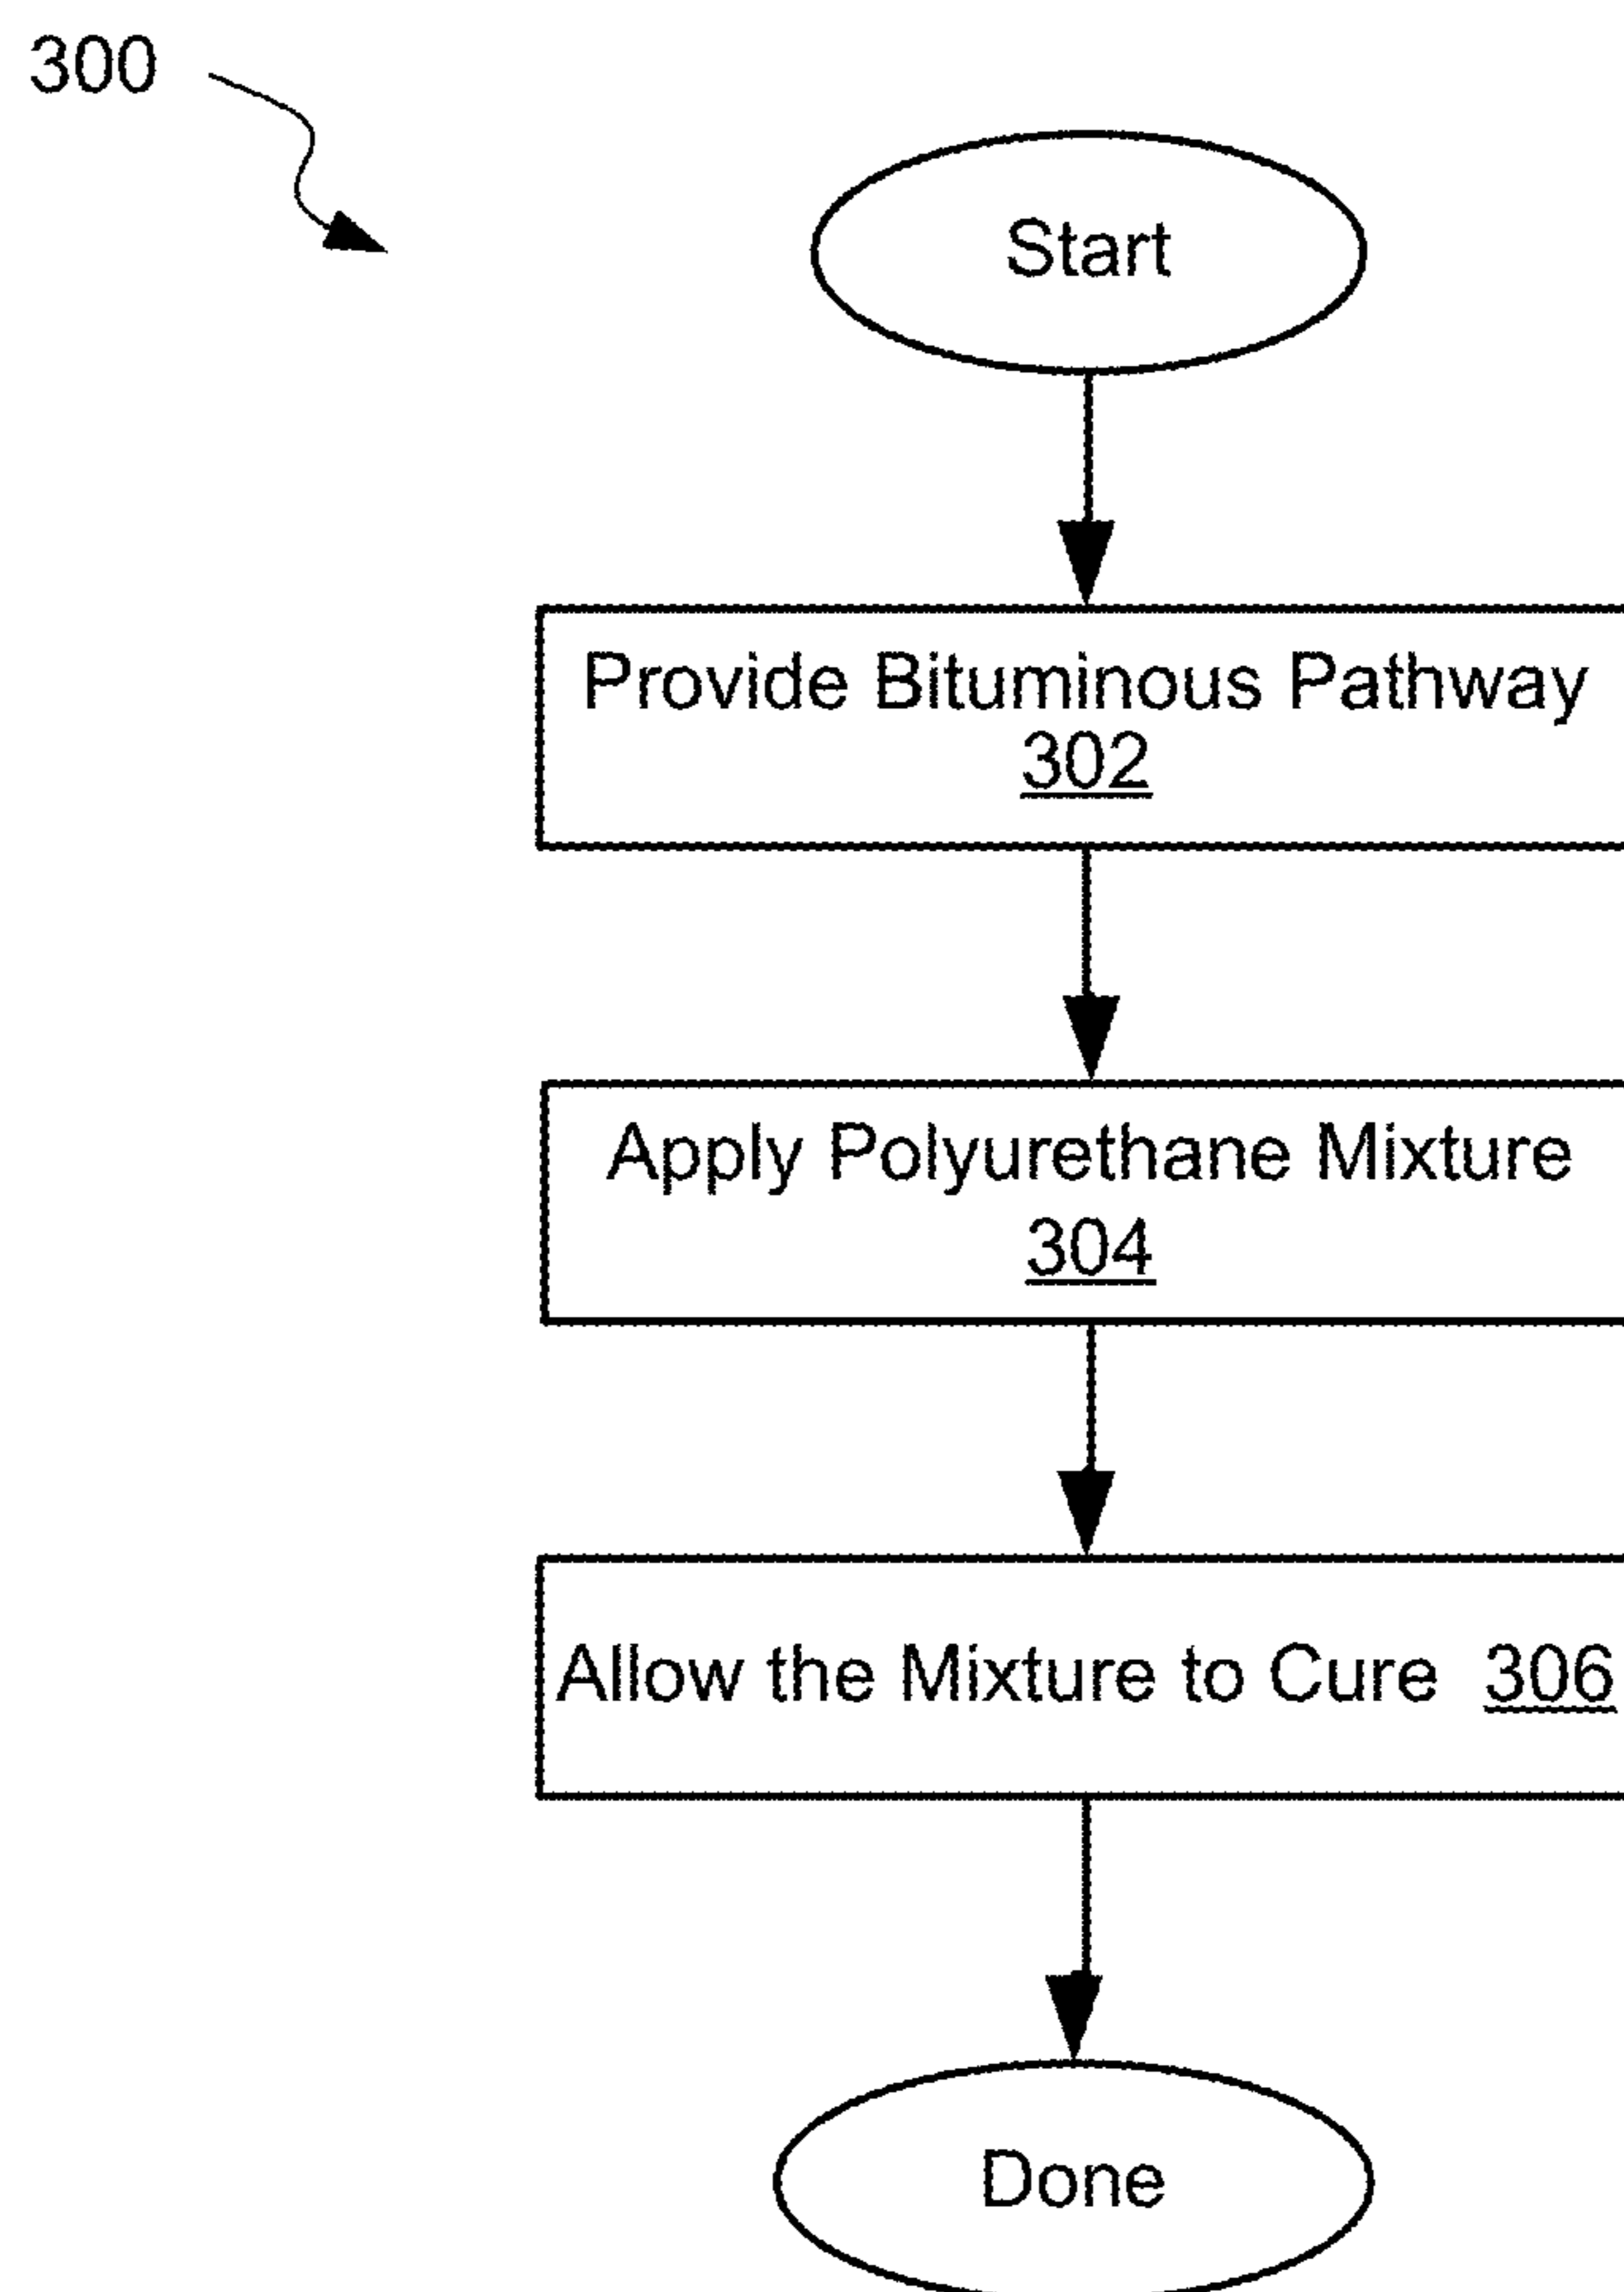 300
Start
Provide Bituminous Pathway
302
Apply Polyurethane Mixture
304
Allow the Mixture to Cure 306
Done